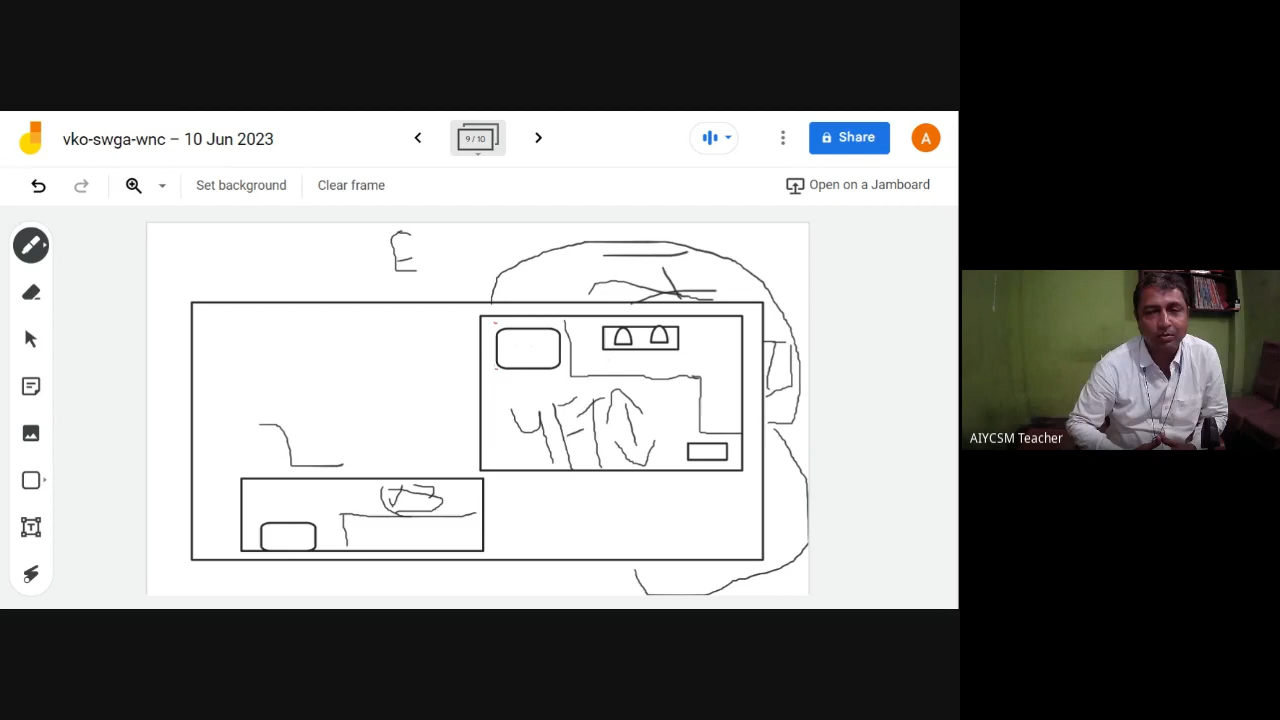 vko-swga-wnc – 10 Jun 2023
9 / 10
Share
A
Set background
Clear frame
Open on a Jamboard
E
AIYCSM Teacher